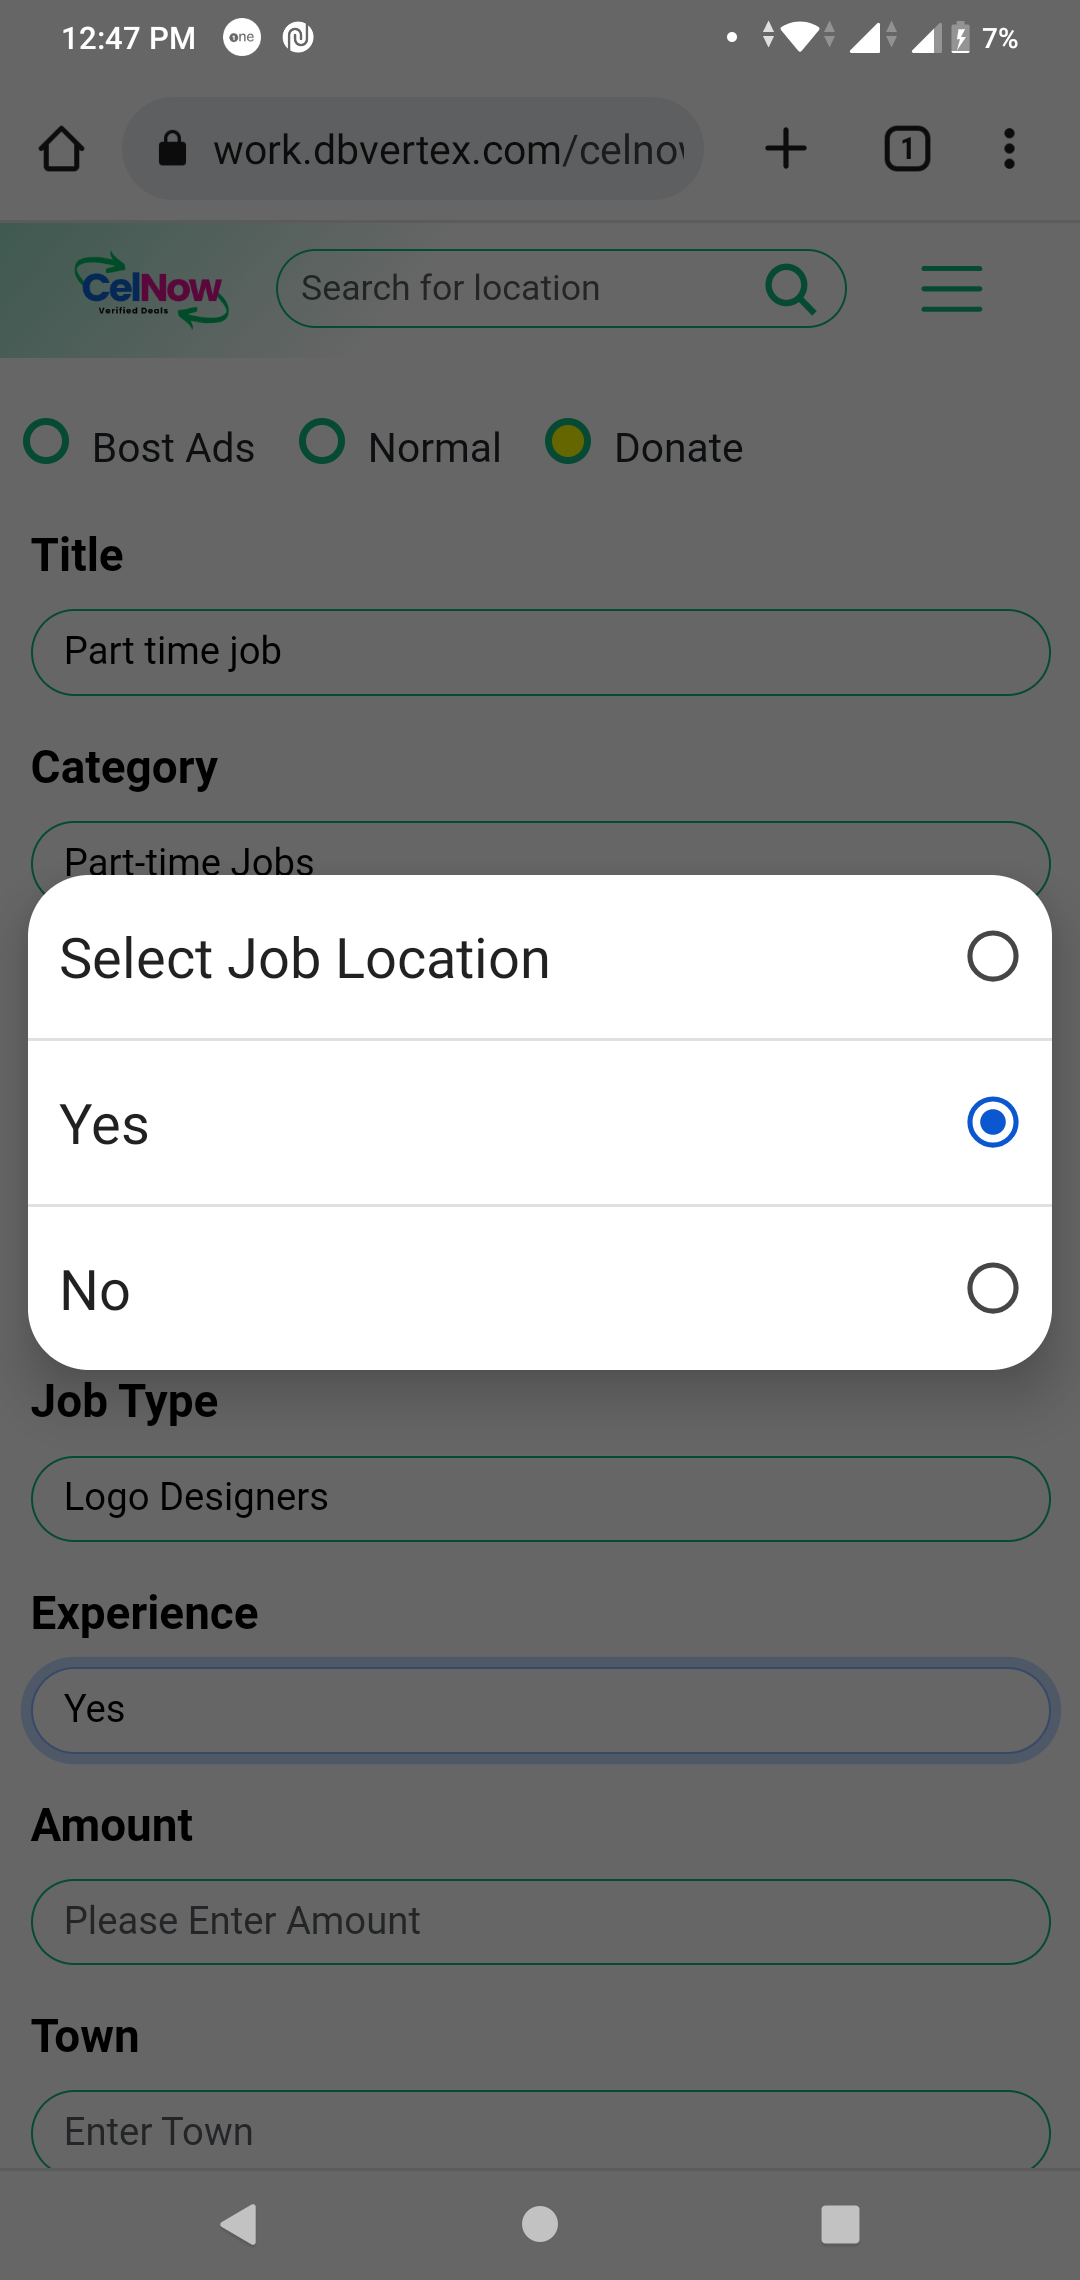 12:47 PM one 7%
work.dbvertex.com/celno
1
CelNow
Verified Deals
Search for location
Bost Ads Normal Donate
Title
Part time job
Category
Part-time Jobs
Select Job Location
Yes
No
Job Type
Logo Designers
Experience
Yes
Amount
Please Enter Amount
Town
Enter Town